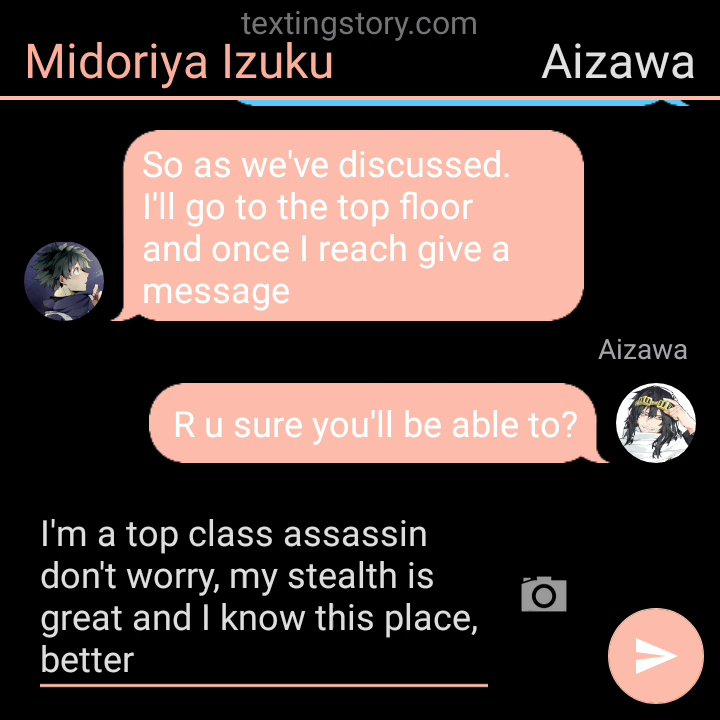 textingstory.com
Midoriya Izuku Aizawa
So as we've discussed.
I'll go to the top floor
and once I reach give a
message
Aizawa
R u sure you'll be able to?
I'm a top class assassin
don't worry, my stealth is
great and I know this place,
better